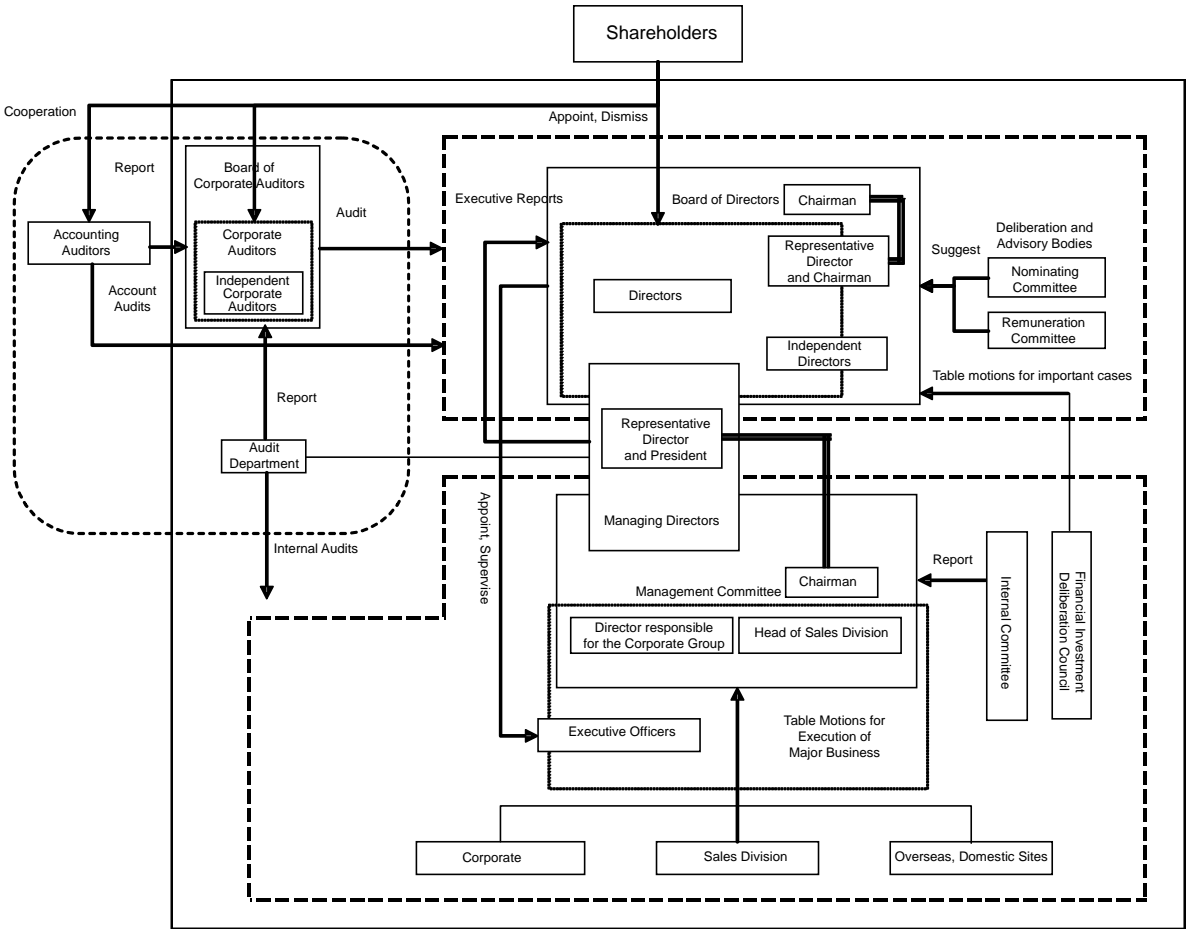 Shareholders
Cooperation
Appoint, Dismiss
Report
Board of
Corporate Auditors
Executive Reports
Board of Directors
Chairman
Audit
Accounting
Auditors
Corporate
Auditors
Independent
Corporate
Auditors
Representative
Director
and Chairman
Deliberation and
Advisory Bodies
Suggest
Nominating
Committee
Account
Audits
Directors
Remuneration
Committee
Independent
Directors
Table motions for important cases
Report
Representative
Director
and President
Audit
Department
Appoint, Supervise
Managing Directors
Internal Audits
Report
Internal Committee
Financial Investment
Deliberation Council
Chairman
Management Committee
Director responsible
for the Corporate Group
Head of Sales Division
Executive Officers
Table Motions for
Execution of
Major Business
Corporate
Sales Division
Overseas, Domestic Sites